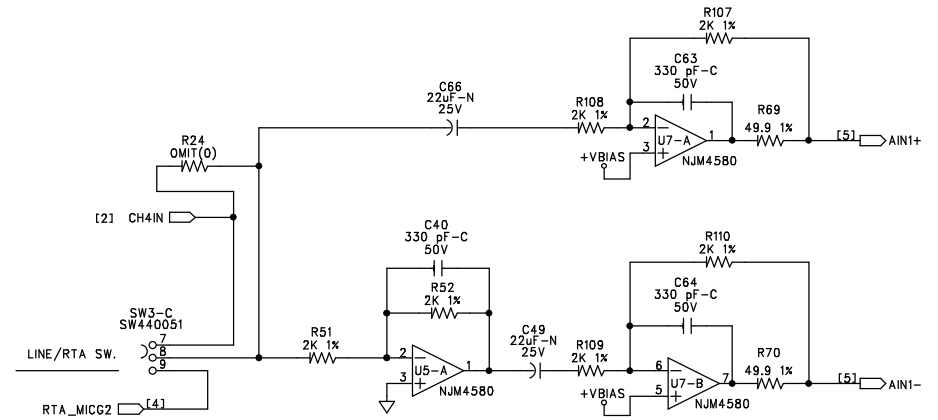 R107
2K 1%
C63
330 pF-C
50V
C66
22uF-N
25V
R108
2K 1%
R69
49.9 1%
2
1
3
U7-A
NJM4580
+VBIAS
[5]
AIN1+
R24
OMIT(0)
[2] CH4IN
C40
330 pF-C
50V
R52
2K 1%
R110
2K 1%
C64
330 pF-C
50V
SW3-C
SW440051
7
8
9
LINE/RTA SW.
R51
2K 1%
2
1
3
U5-A
NJM4580
C49
22uF-N
25V
R109
2K 1%
R70
49.9 1%
6
7
5
U7-B
NJM4580
+VBIAS
[5]
AIN1-
RTA_MICG2
[4]